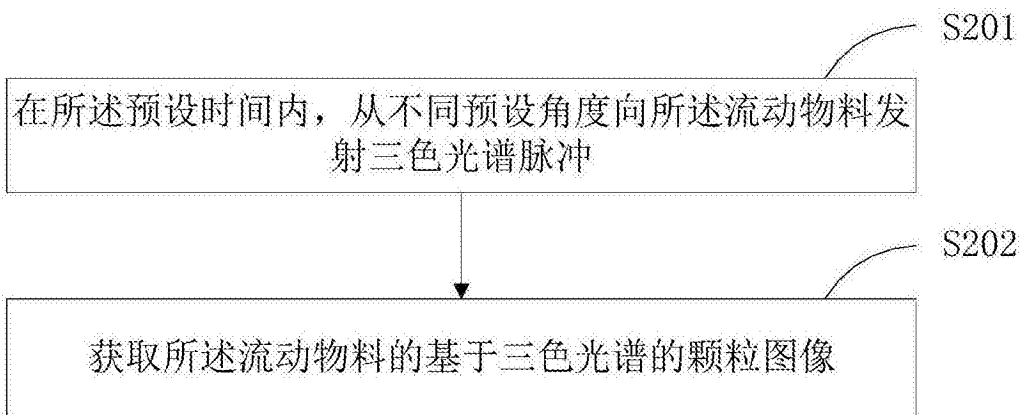 S201
在所述预设时间内，从不同预设角度向所述流动物料发
射三色光谱脉冲
S202
获取所述流动物料的基于三色光谱的颗粒图像